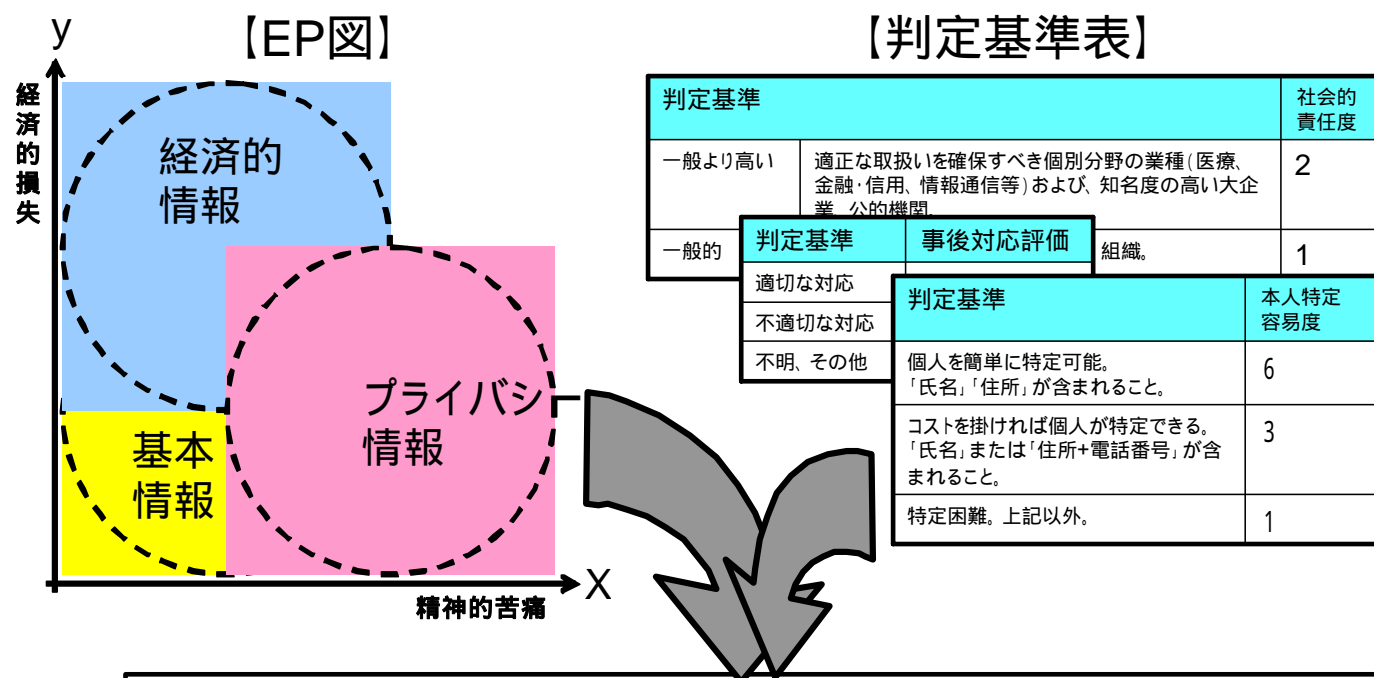 【EP図】
y
経済的損失
経済的
情報
基本
情報
プライバシ
情報
X
精神的苦痛
【判定基準表】
判定基準
社会的
責任度
一般より高い
適正な取扱いを確保すべき個別分野の業種(医療、
金融・信用、情報通信等)および、知名度の高い大企
業、公的機関。
2
一般的
組織。
1
判定基準
事後対応評価
適切な対応
不適切な対応
不明、その他
判定基準
本人特定
容易度
個人を簡単に特定可能。
「氏名」「住所」が含まれること。
6
コストを掛ければ個人が特定できる。
「氏名」または「住所+電話番号」が含
まれること。
3
特定困難。上記以外。
1